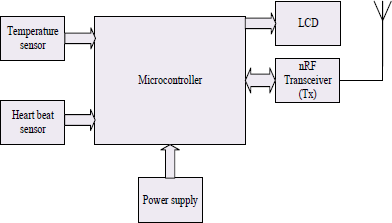 Temperature
sensor
LCD
Microcontroller
nRF
Transceiver
(Tx)
Heart beat
sensor
Power supply